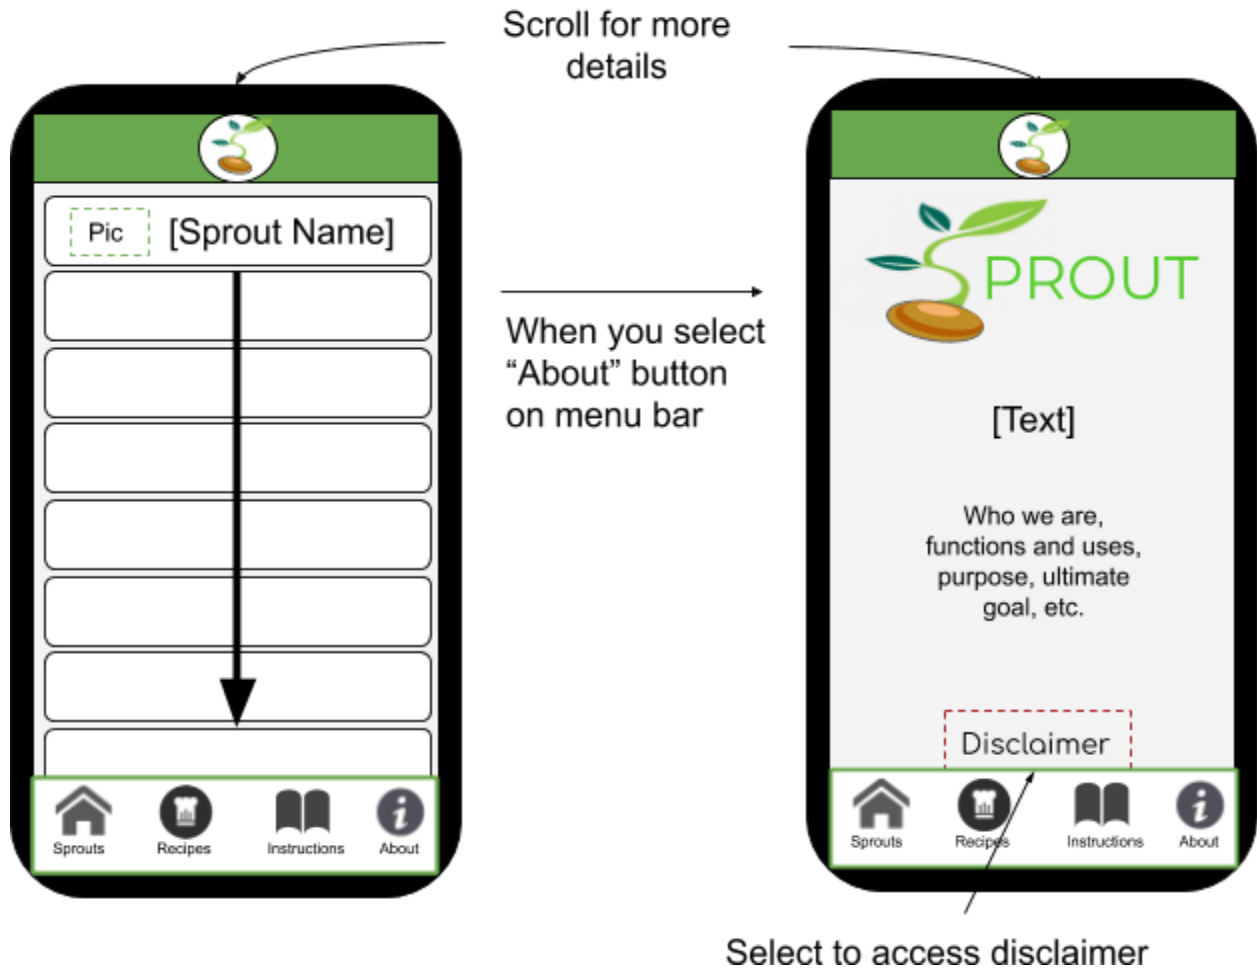 Scroll for more
details
Pic [Sprout Name]
When you select
“About” button
on menu bar
Sprouts Recipes Instructions About
PROUT
[Text]
Who we are,
functions and uses,
purpose, ultimate
goal, etc.
Disclaimer
Sprouts Recipes Instructions About
Select to access disclaimer